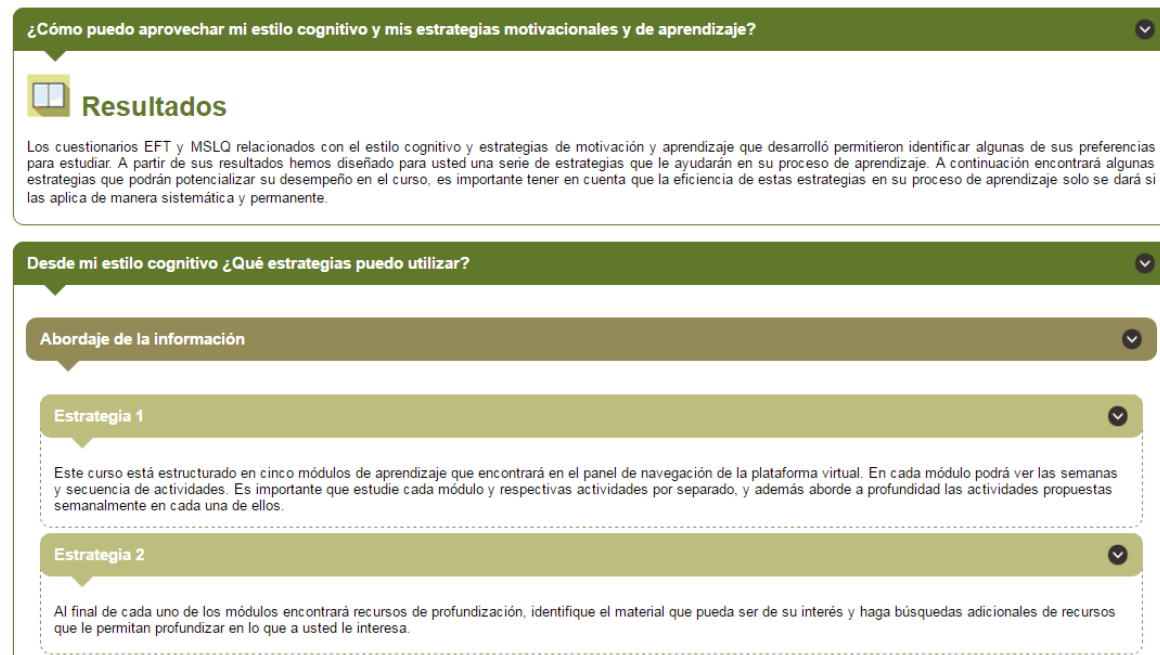 ¿Cómo puedo aprovechar mi estilo cognitivo y mis estrategias motivacionales y de aprendizaje?
Resultados
Los cuestionarios EFT y MSLQ relacionados con el estilo cognitivo y estrategias de motivación y aprendizaje que desarrolló permitieron identificar algunas de sus preferencias
para estudiar. A partir de sus resultados hemos diseñado para usted una serie de estrategias que le ayudarán en su proceso de aprendizaje. A continuación encontrará algunas
estrategias que podrán potencializar su desempeño en el curso, es importante tener en cuenta que la eficiencia de estas estrategias en su proceso de aprendizaje solo se dará si
las aplica de manera sistemática y permanente.
Desde mi estilo cognitivo ¿Qué estrategias puedo utilizar?
Abordaje de la información
Estrategia 1
Este curso está estructurado en cinco módulos de aprendizaje que encontrará en el panel de navegación de la plataforma virtual. En cada módulo podrá ver las semanas
y secuencia de actividades. Es importante que estudie cada módulo y respectivas actividades por separado, y además aborde a profundidad las actividades propuestas
semanalmente en cada una de ellos.
Estrategia 2
Al final de cada uno de los módulos encontrará recursos de profundización, identifique el material que pueda ser de su interés y haga búsquedas adicionales de recursos
que le permitan profundizar en lo que a usted le interesa.